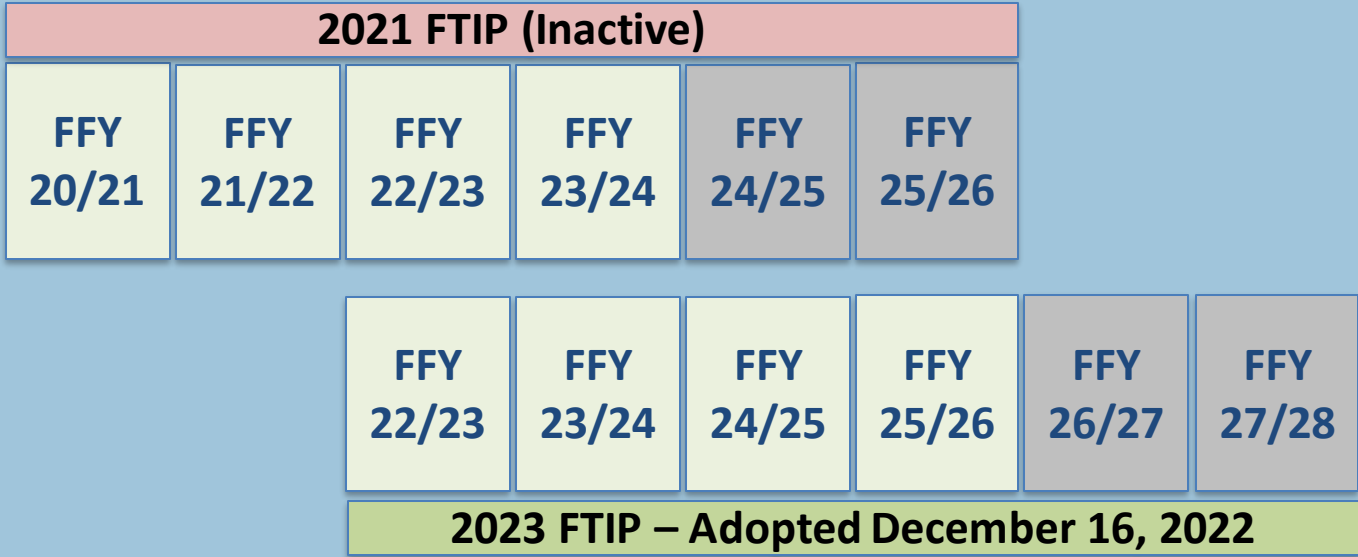 2021 FTIP (Inactive)
FFY
20/21
FFY
21/22
FFY
22/23
FFY
23/24
FFY
24/25
FFY
25/26
FFY
22/23
FFY
23/24
FFY
24/25
FFY
25/26
FFY
26/27
FFY
27/28
2023 FTIP – Adopted December 16, 2022